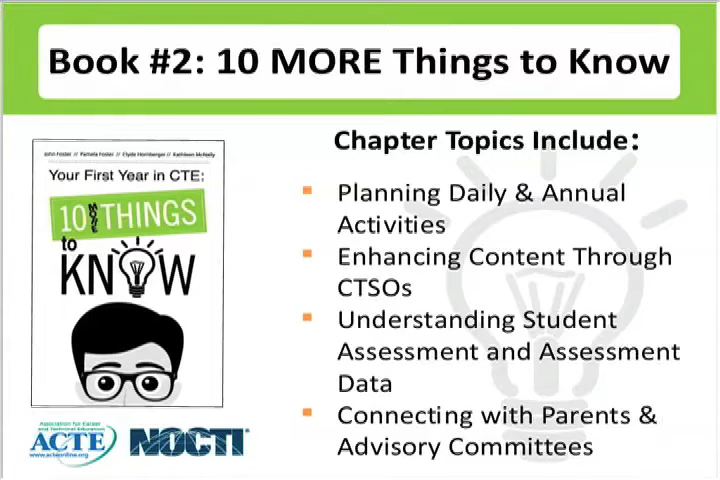 Book #2: 10 MORE Things to Know
Chapter Topics Include:
John Foster // Pamela Foster // Clyde Hornberger // Kathleen McNally
Your First Year in CTE:
10 MORE THINGS
to
KNOW
▪ Planning Daily & Annual
Activities
▪ Enhancing Content Through
CTSOs
▪ Understanding Student
Assessment and Assessment
Data
▪ Connecting with Parents &
Advisory Committees
Association for Career
and Technical Education
ACTE
www.acteonline.org
NOCTI